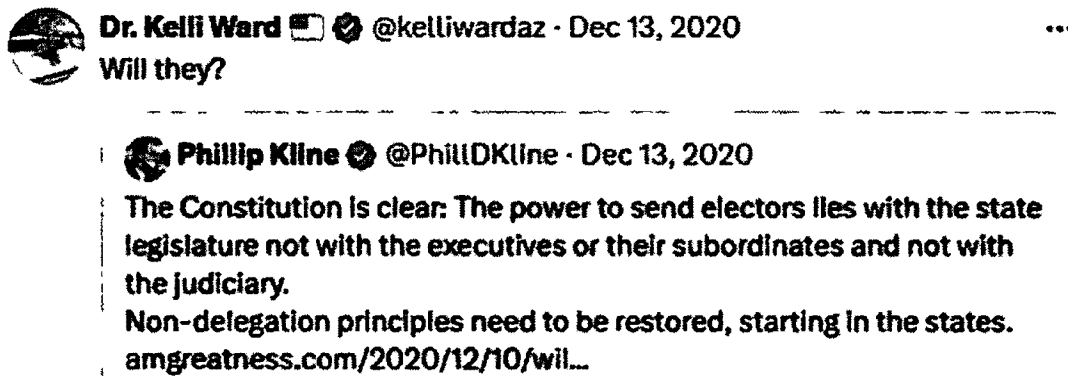 Dr. Kelli Ward @kelliwardaz · Dec 13, 2020
Will they?
Phillip Kline @PhillDKline · Dec 13, 2020
The Constitution is clear: The power to send electors lies with the state
legislature not with the executives or their subordinates and not with
the judiciary.
Non-delegation principles need to be restored, starting in the states.
amgreatness.com/2020/12/10/wil...